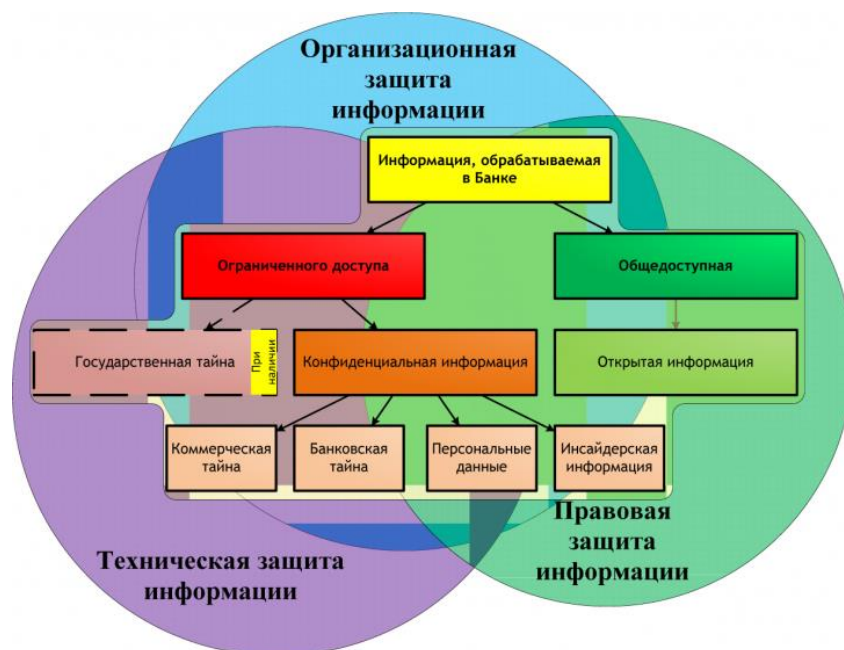 Организационная
защита
информации
Информация, обрабатываемая
в Банке
Ограниченного доступа
Общедоступная
Государственная тайна
При
наличии
Конфиденциальная информация
Открытая информация
Коммерческая
тайна
Банковская
тайна
Персональные
данные
Инсайдерская
информация
Техническая защита
информации
Правовая
защита
информации